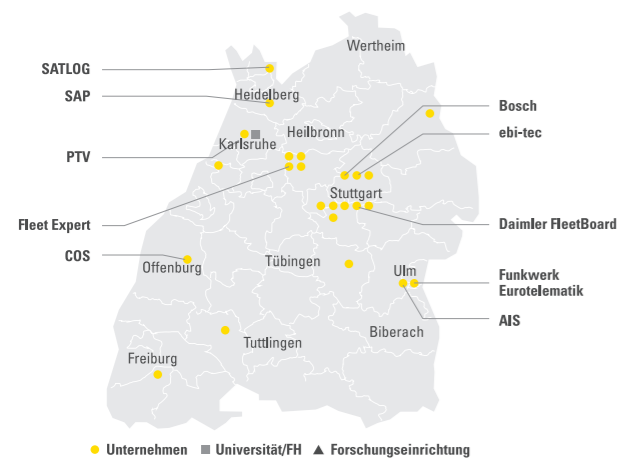 Wertheim
SATLOG
SAP
Heidelberg
Bosch
ebi-tec
Heilbronn
Karlsruhe
PTV
Stuttgart
Fleet Expert
Daimler FleetBoard
COS
Offenburg
Tübingen
Ulm
Funkwerk
Eurotelematik
AIS
Biberach
Tuttlingen
Freiburg
Unternehmen Universität/FH Forschungseinrichtung